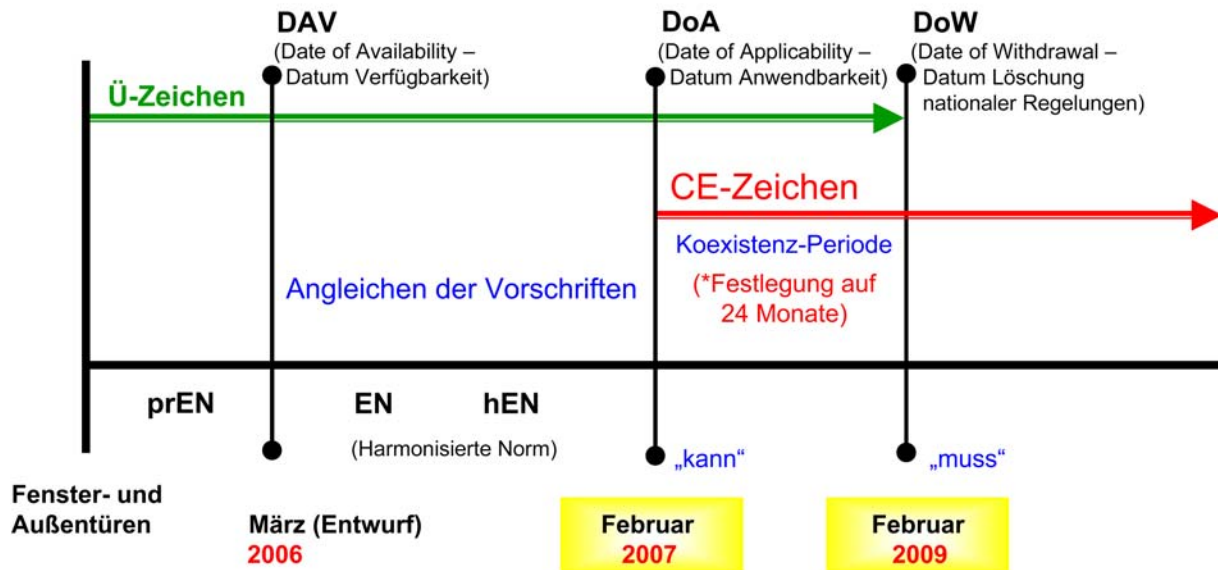 DAV
(Date of Availability –
Datum Verfügbarkeit)
DoA
(Date of Applicability –
Datum Anwendbarkeit)
DoW
(Date of Withdrawal –
Datum Löschung
nationaler Regelungen)
Ü-Zeichen
CE-Zeichen
Koexistenz-Periode
(*Festlegung auf
24 Monate)
Angleichen der Vorschriften
prEN
EN
hEN
(Harmonisierte Norm)
„kann“
„muss“
Fenster- und
Außentüren
März (Entwurf)
2006
Februar
2007
Februar
2009